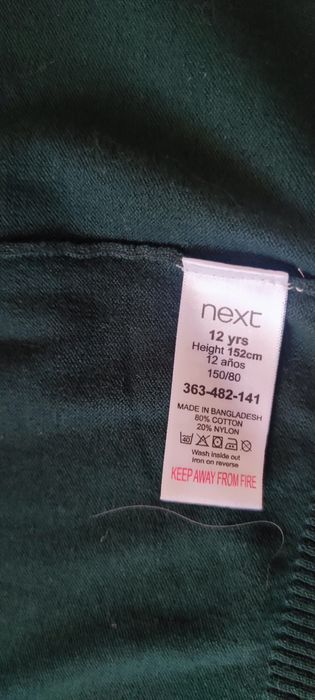 next
12 yrs
Height 152cm
12 años
150/80
363-482-141
MADE IN BANGLADESH
80% COTTON
20% NYLON
40
Wash inside out
Iron on reverse
KEEP AWAY FROM FIRE